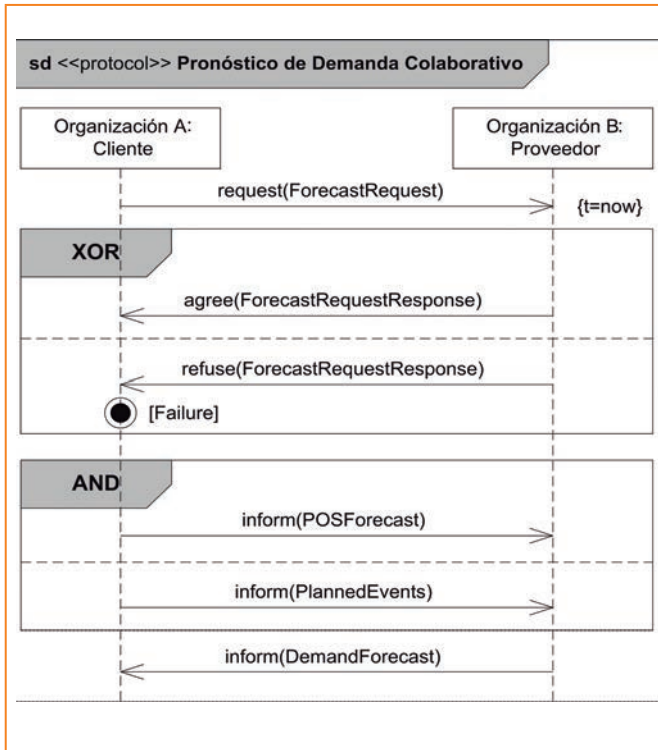 sd <<protocol>> Pronóstico de Demanda Colaborativo
Organización A:
Cliente
Organización B:
Proveedor
request(ForecastRequest)
{t=now}
XOR
agree(ForecastRequestResponse)
refuse(ForecastRequestResponse)
[Failure]
AND
inform(POSForecast)
inform(PlannedEvents)
inform(DemandForecast)